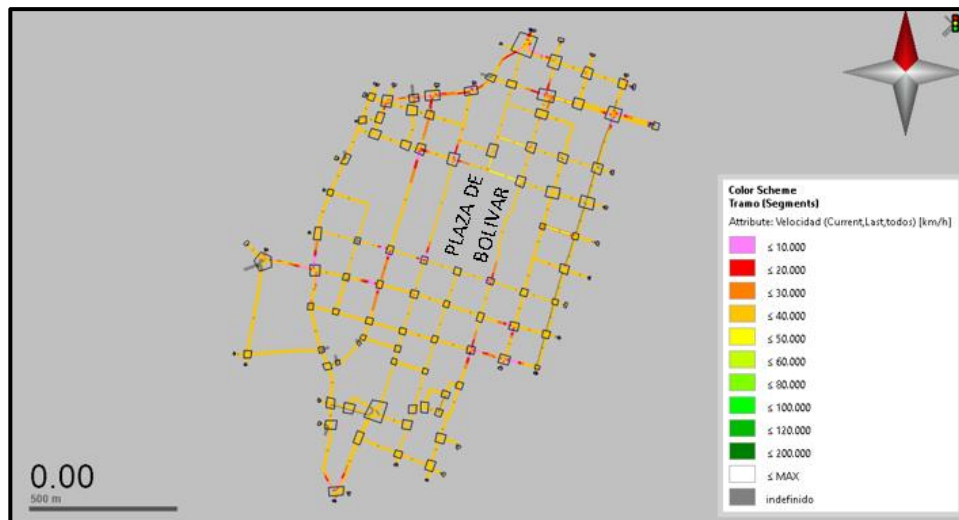 PLAZA DE
BOLIVAR
Color Scheme
Tramo (Segments)
Attribute: Velocidad (Current,Last,todos) [km/h]
≤ 10.000
≤ 20.000
≤ 30.000
≤ 40.000
≤ 50.000
≤ 60.000
≤ 80.000
≤ 100.000
≤ 120.000
≤ 200.000
≤ MAX
indefinido
0.00
500 m